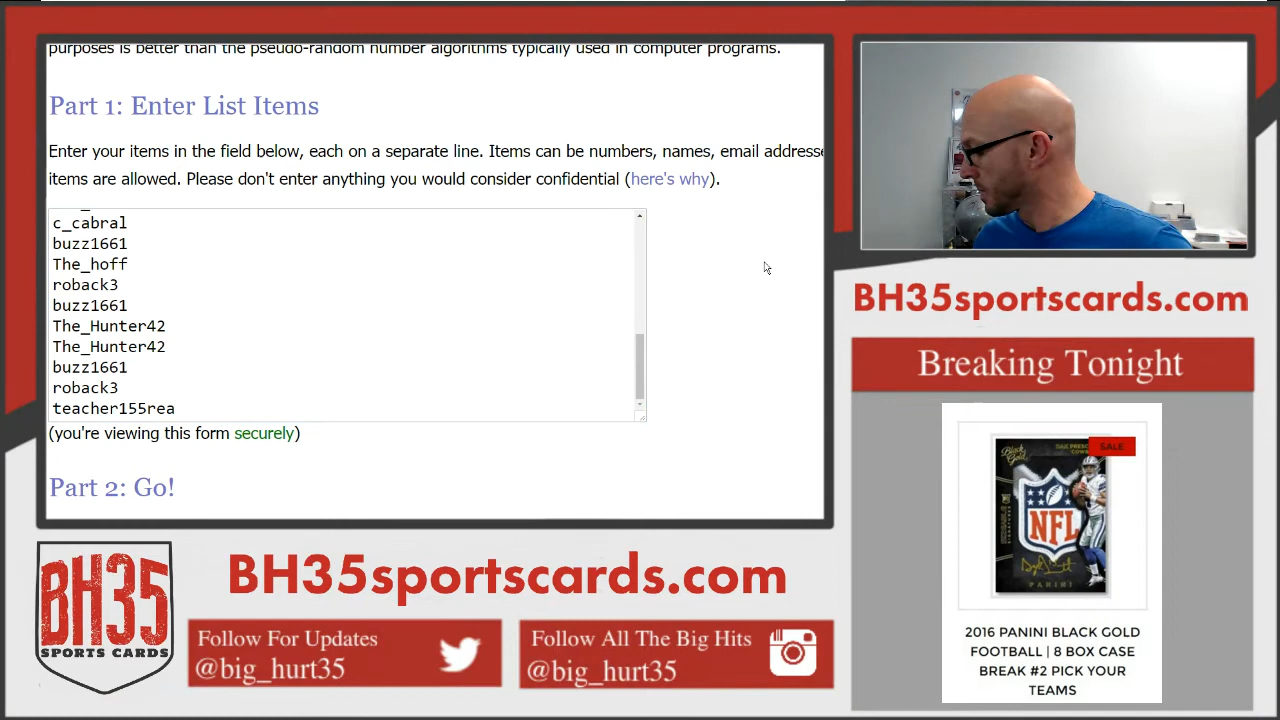 purposes is better than the pseudo-random number algorithms typically used in computer programs.
Part 1: Enter List Items
Enter your items in the field below, each on a separate line. Items can be numbers, names, email addresse
items are allowed. Please don't enter anything you would consider confidential (here's why).
c_cabral
buzz1661
The_hoff
roback3
buzz1661
The_Hunter42
The_Hunter42
buzz1661
roback3
teacher155rea
(you're viewing this form securely)
Part 2: Go!
BH35sportscards.com
Breaking Tonight
SALE
Black Gold
NFL
PANINI
2016 PANINI BLACK GOLD
FOOTBALL | 8 BOX CASE
BREAK #2 PICK YOUR
TEAMS
BH35
SPORTS CARDS
BH35sportscards.com
Follow For Updates
@big_hurt35
Follow All The Big Hits
@big_hurt35